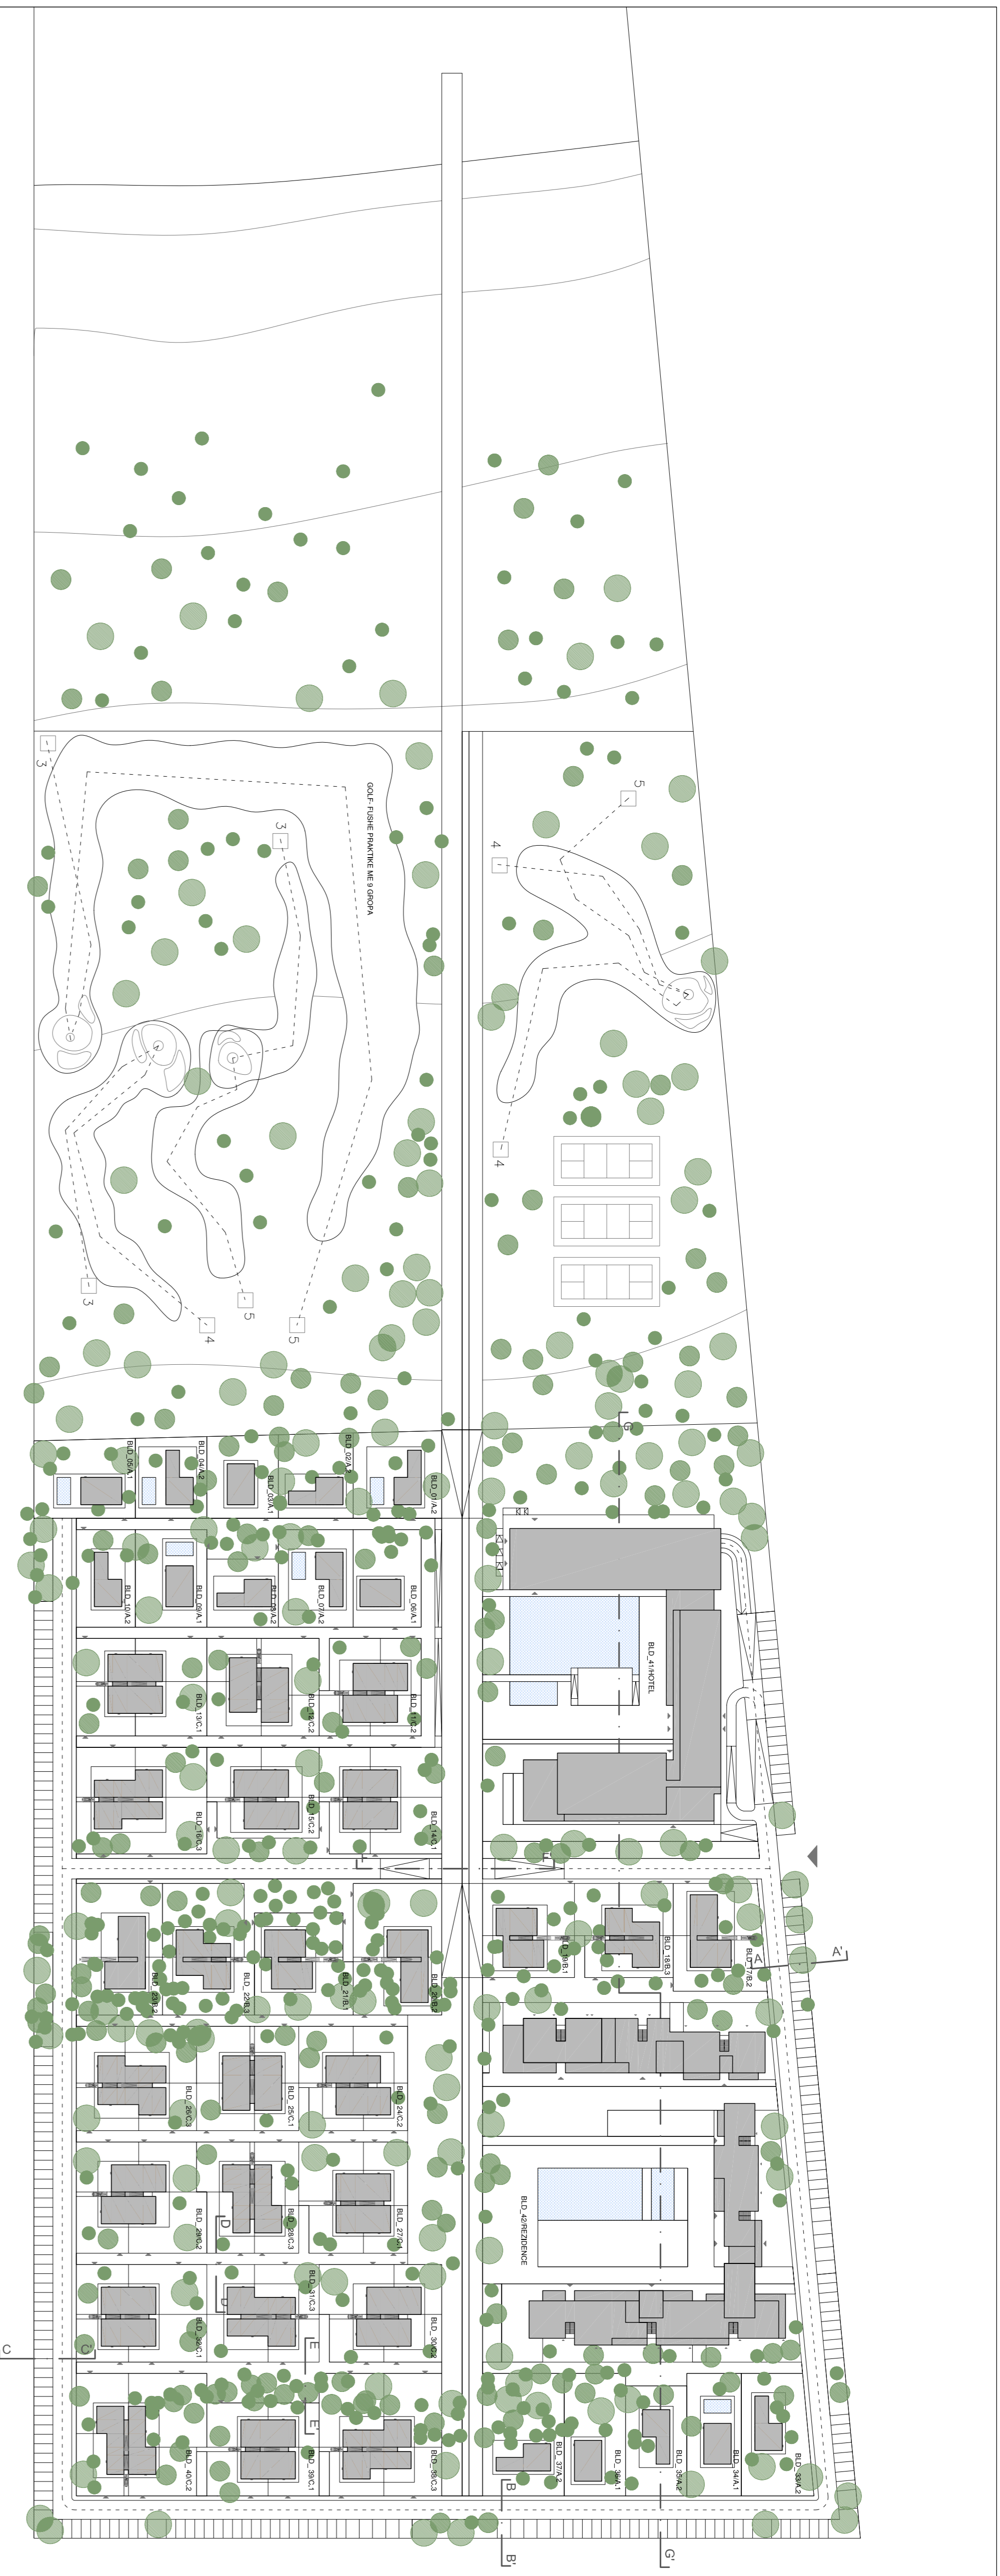 3
3
5
4
GOLF- FUSHE PRAKTIKE ME 9 GROPA
4
3
4
5
5
G
BLD_05/A.1
BLD_04/A.2
BLD_03/A.1
BLD_02/A.2
BLD_01/A.2
BLD_10/A.2
BLD_09/A.1
BLD_08/A.2
BLD_07/A.2
BLD_06/A.1
BLD_41/HOTEL
BLD_13/C.1
BLD_12/C.2
BLD_11/C.2
BLD_16/C.3
BLD_15/C.2
BLD_14/C.1
F
F'
BLD_23/B.2
BLD_22/B.3
BLD_21/B.1
BLD_20/B.2
BLD_19/B.1
BLD_18/B.3
BLD_17/B.2
A
A'
BLD_26/C.3
BLD_25/C.1
BLD_24/C.2
BLD_29/C.2
BLD_28/C.3
BLD_27/C.1
BLD_42/REZIDENCE
D
D'
BLD_32/C.1
BLD_31/C.3
BLD_30/C.2
C
C'
E
E'
BLD_40/C.2
BLD_39/C.1
BLD_38/C.3
BLD_37/A.2
BLD_36/A.1
BLD_35/A.2
BLD_34/A.1
BLD_33/A.2
B
B'
G'